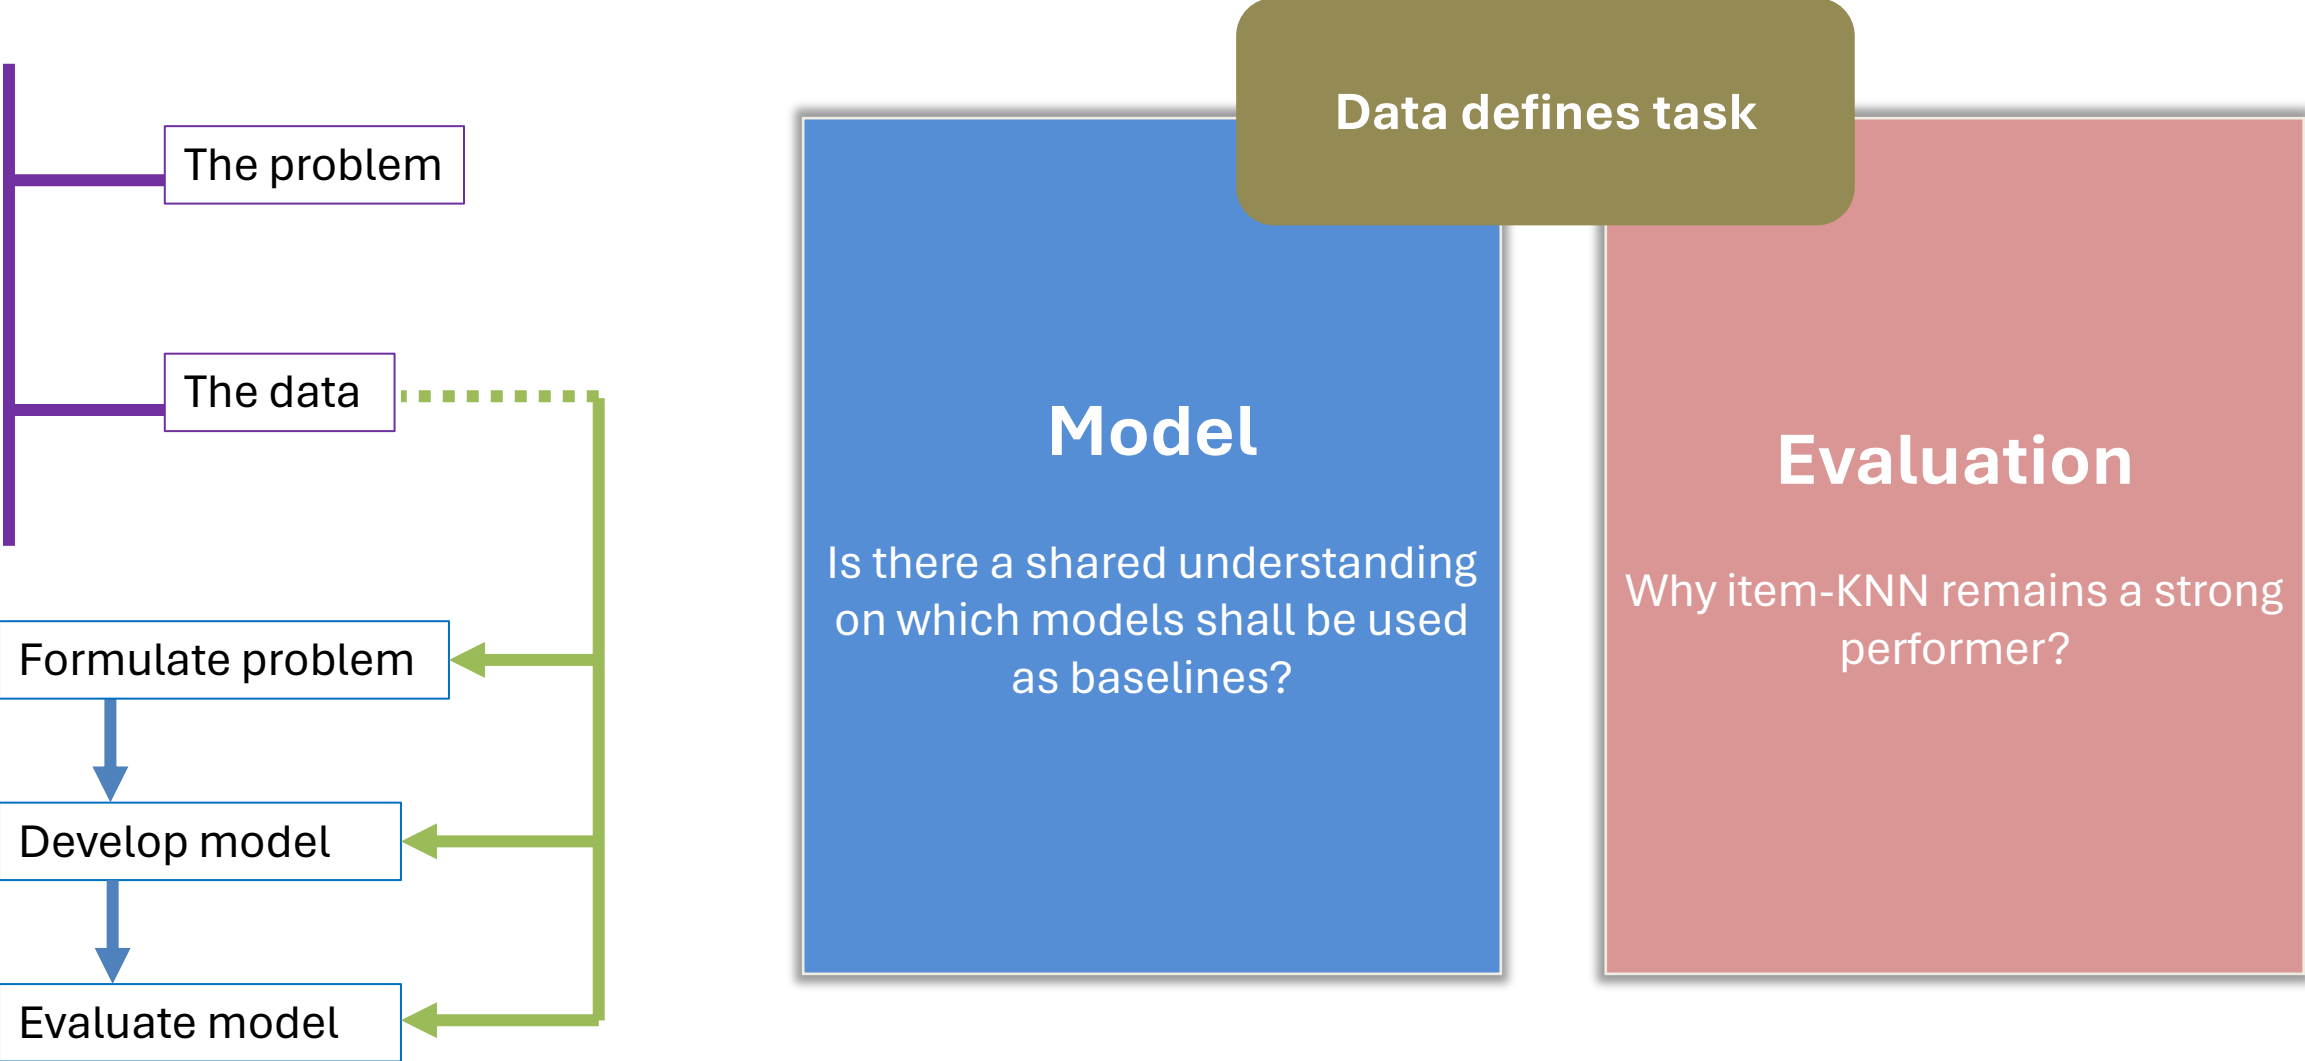 The problem
The data
Formulate problem
Develop model
Evaluate model
Data defines task
Model
Is there a shared understanding
on which models shall be used
as baselines?
Evaluation
Why item-KNN remains a strong
performer?